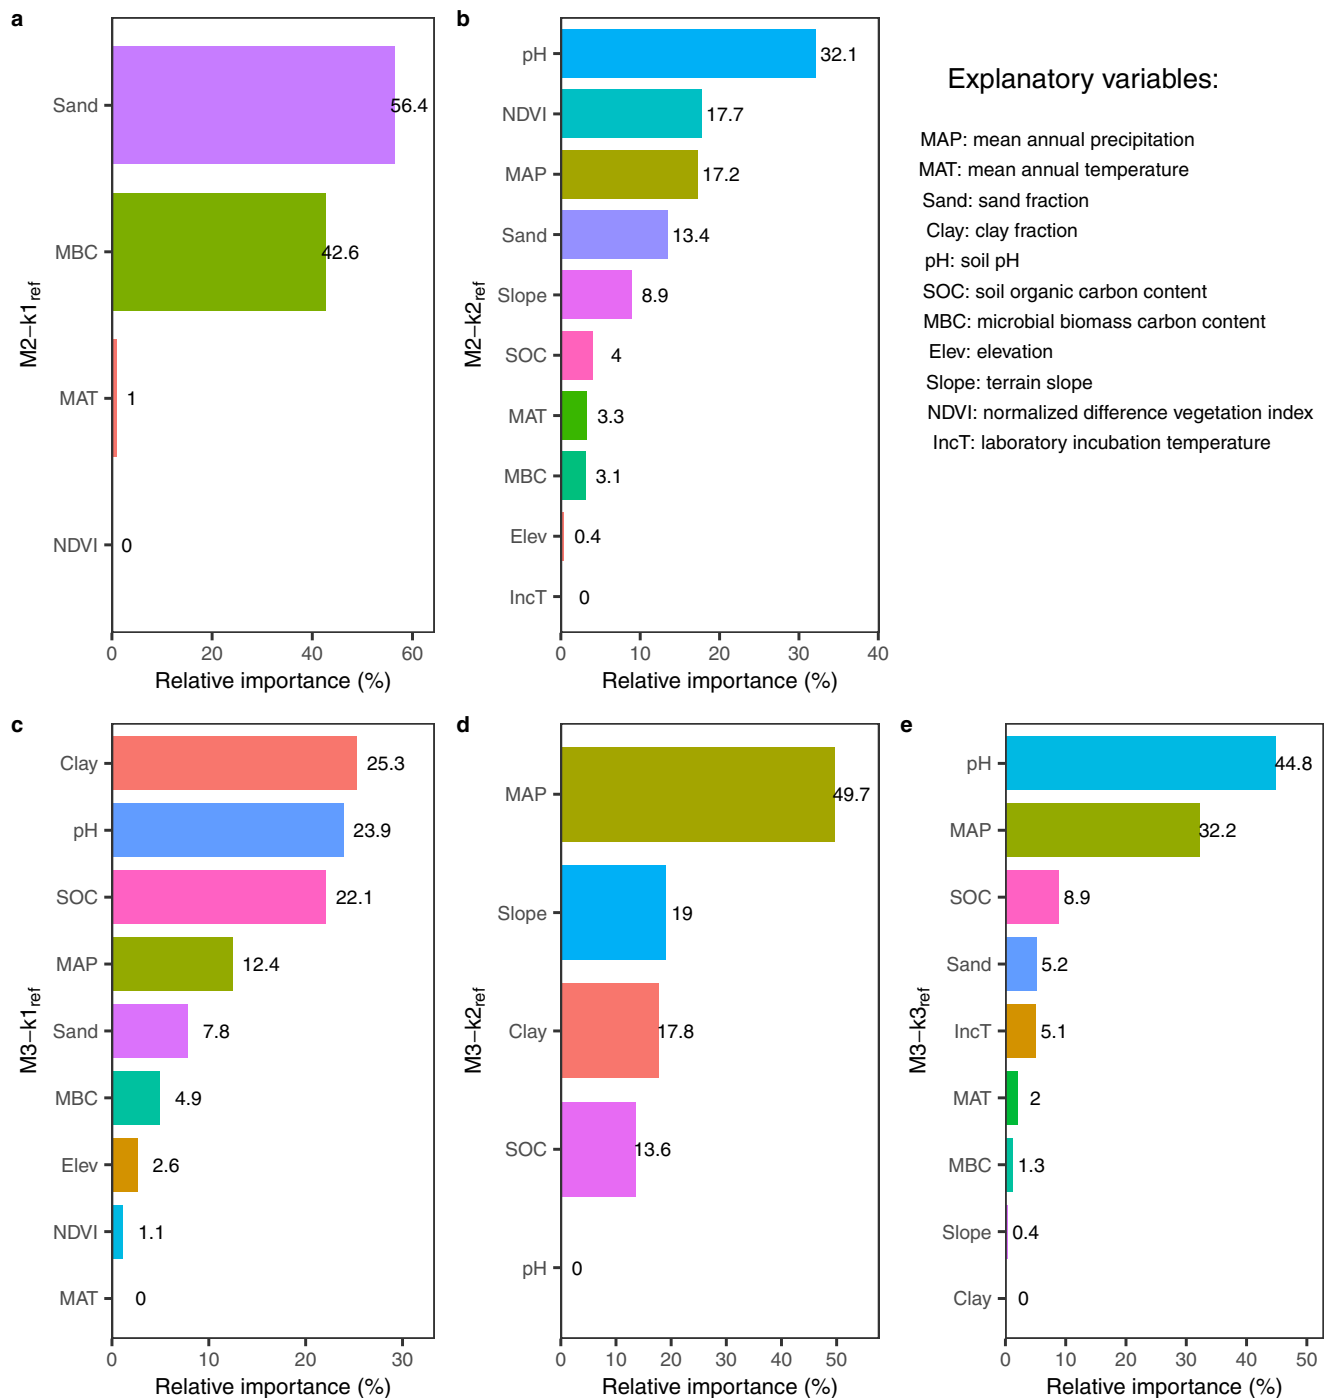 a
Sand
56.4
MBC
42.6
MAT
1
NDVI
0
0 20 40 60
Relative importance (%)
M2−k1ref
b
pH
32.1
NDVI
17.7
MAP
17.2
Sand
13.4
Slope
8.9
SOC
4
MAT
3.3
MBC
3.1
Elev
0.4
IncT
0
0 10 20 30 40
Relative importance (%)
M2−k2ref
Explanatory variables:
MAP: mean annual precipitation
MAT: mean annual temperature
Sand: sand fraction
Clay: clay fraction
pH: soil pH
SOC: soil organic carbon content
MBC: microbial biomass carbon content
Elev: elevation
Slope: terrain slope
NDVI: normalized difference vegetation index
IncT: laboratory incubation temperature
c
Clay
25.3
pH
23.9
SOC
22.1
MAP
12.4
Sand
7.8
MBC
4.9
Elev
2.6
NDVI
1.1
MAT
0
0 10 20 30
Relative importance (%)
M3−k1ref
d
MAP
49.7
Slope
19
Clay
17.8
SOC
13.6
pH
0
0 10 20 30 40 50
Relative importance (%)
M3−k2ref
e
pH
44.8
MAP
32.2
SOC
8.9
Sand
5.2
IncT
5.1
MAT
2
MBC
1.3
Slope
0.4
Clay
0
0 10 20 30 40 50
Relative importance (%)
M3−k3ref